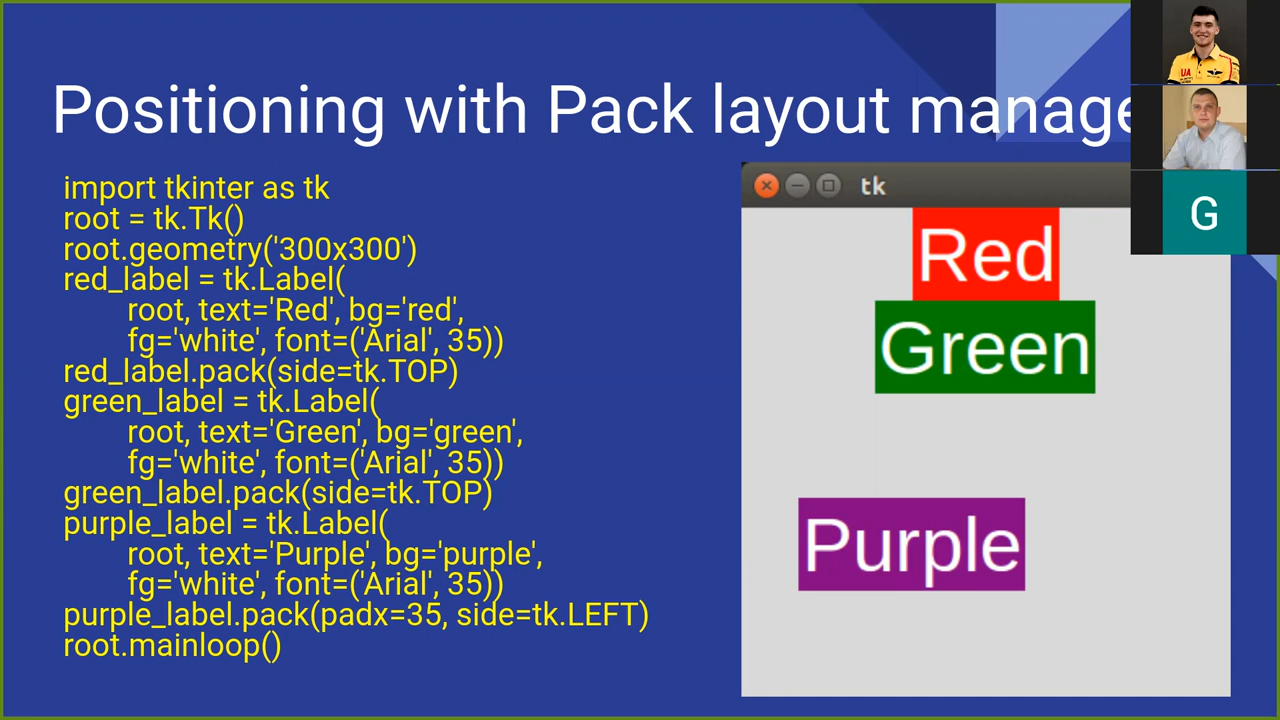 Positioning with Pack layout manage
import tkinter as tk
root = tk.Tk()
root.geometry('300x300')
red_label = tk.Label(
root, text='Red', bg='red',
fg='white', font=('Arial', 35))
red_label.pack(side=tk.TOP)
green_label = tk.Label(
root, text='Green', bg='green',
fg='white', font=('Arial', 35))
green_label.pack(side=tk.TOP)
purple_label = tk.Label(
root, text='Purple', bg='purple',
fg='white', font=('Arial', 35))
purple_label.pack(padx=35, side=tk.LEFT)
root.mainloop()
tk
Red
Green
Purple
UA
G